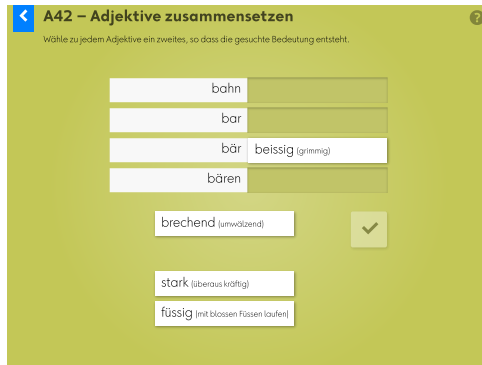 A42 – Adjektive zusammensetzen
Wähle zu jedem Adjektive ein zweites, so dass die gesuchte Bedeutung entsteht.
bahn
bar
bär beissig (grimmig)
bären
brechend (umwälzend)
stark (überaus kräftig)
füssig (mit blossen Füssen laufen)